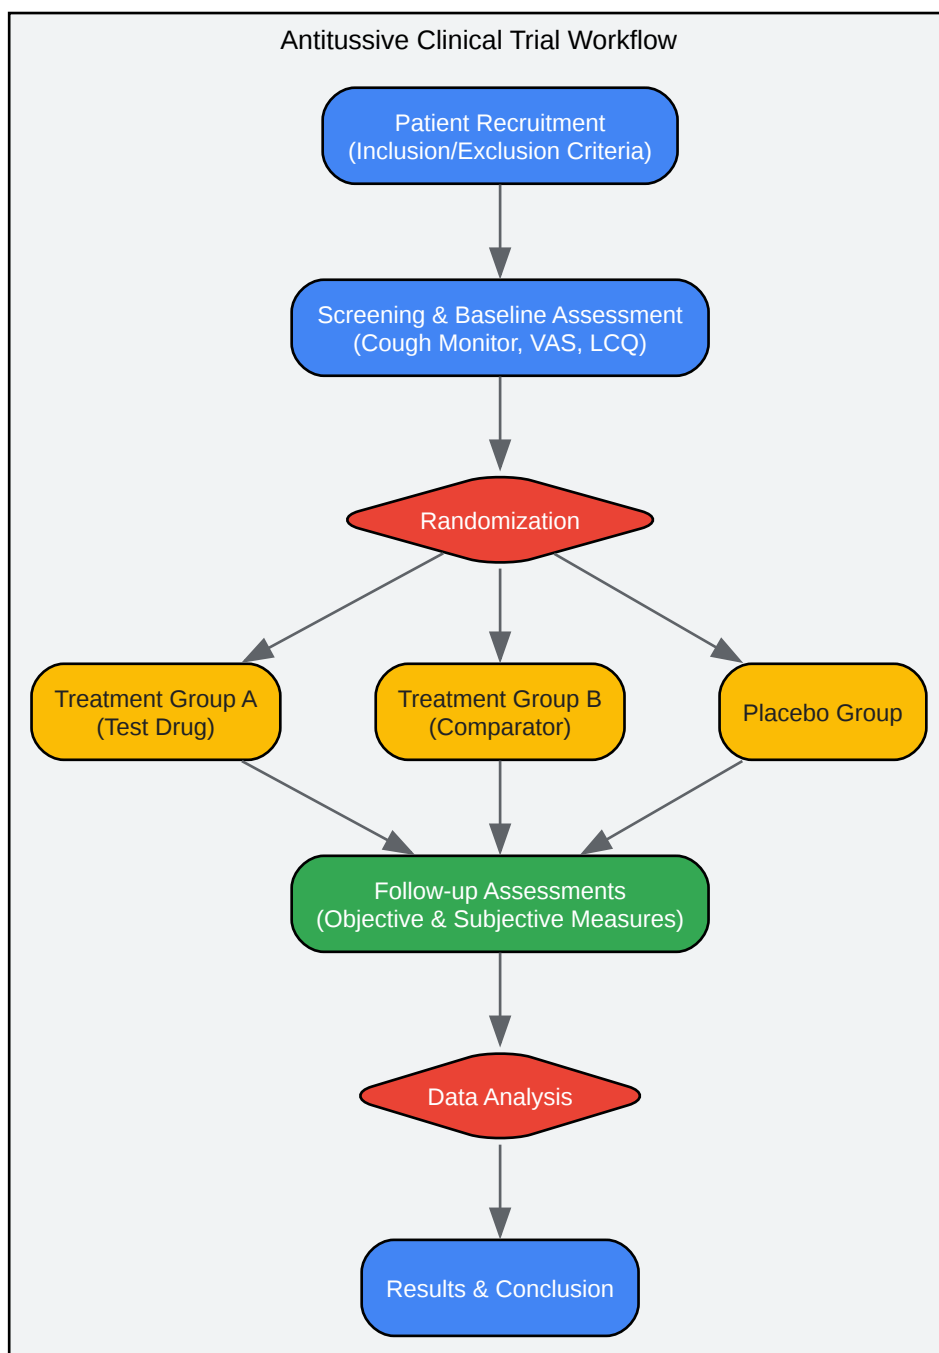 Antitussive Clinical Trial Workflow
Patient Recruitment
(Inclusion/Exclusion Criteria)
Screening & Baseline Assessment
(Cough Monitor, VAS, LCQ)
Randomization
Treatment Group A
(Test Drug)
Treatment Group B
(Comparator)
Placebo Group
Follow-up Assessments
(Objective & Subjective Measures)
Data Analysis
Results & Conclusion